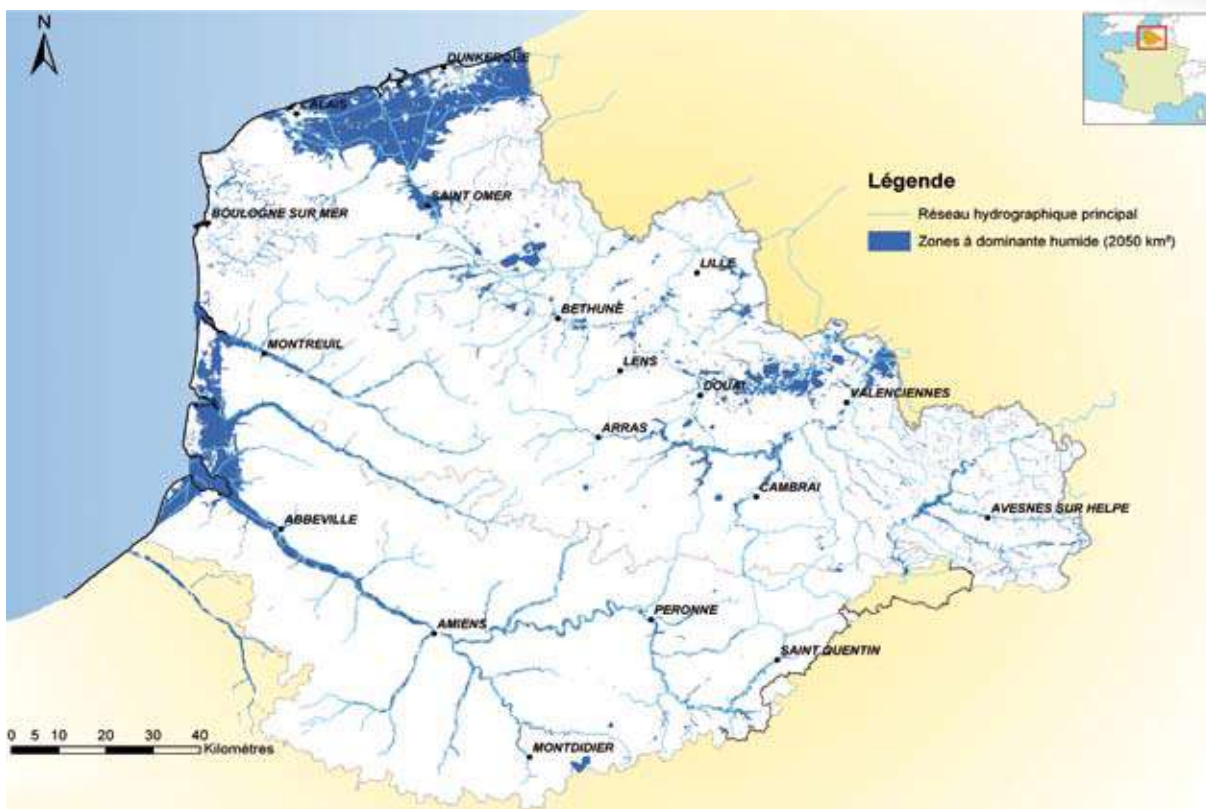 N
DUNKERQUE
CALAIS
SAINT OMER
BOULOGNE SUR MER
Légende
Réseau hydrographique principal
Zones à dominante humide (2050 km²)
LILLE
BETHUNE
MONTREUIL
LENS
DOUAI
VALENCIENNES
ARRAS
CAMBRAI
AVESNES SUR HELPE
ABBEVILLE
AMIENS
PERONNE
SAINT QUENTIN
MONTDIDIER
0 5 10 20 30 40
Kilométres